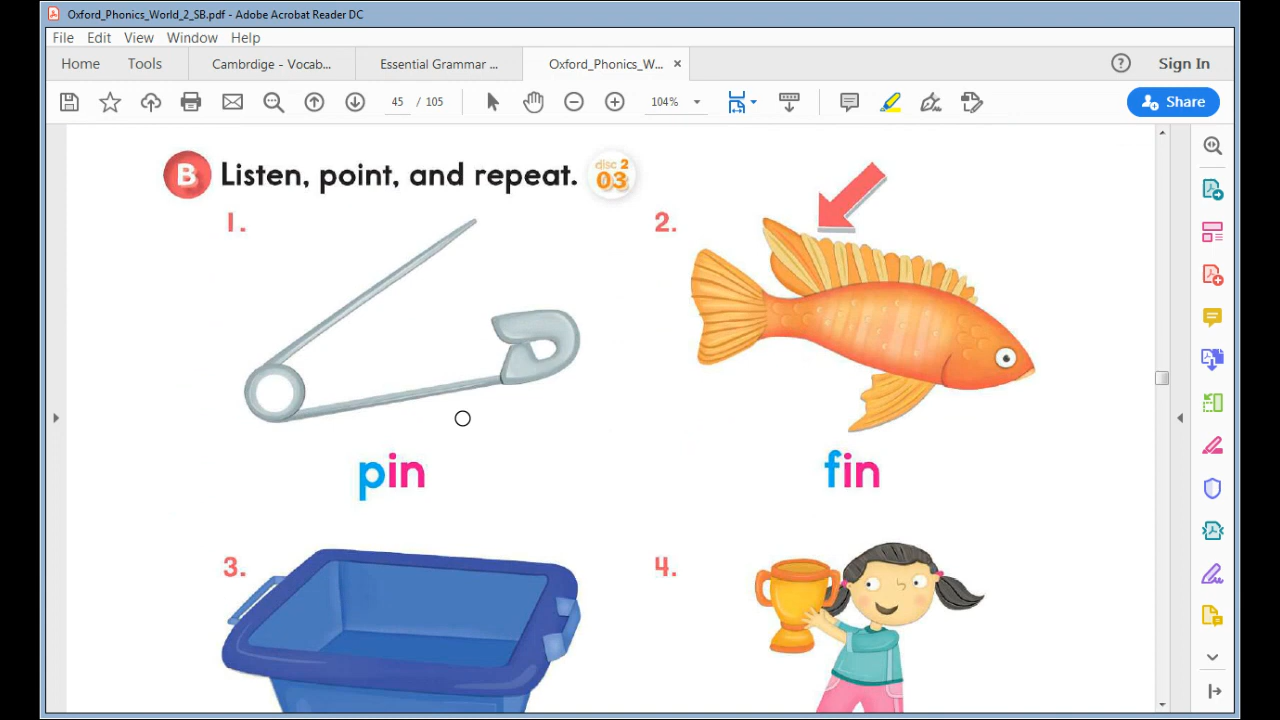 Oxford_Phonics_World_2_SB.pdf - Adobe Acrobat Reader DC
File Edit View Window Help
Home Tools Cambrdige - Vocab... Essential Grammar ... Oxford_Phonics_W... × ? Sign In
45 / 105 104% Share
B Listen, point, and repeat. disc 2 03
1. 2.
pin fin
3. 4.